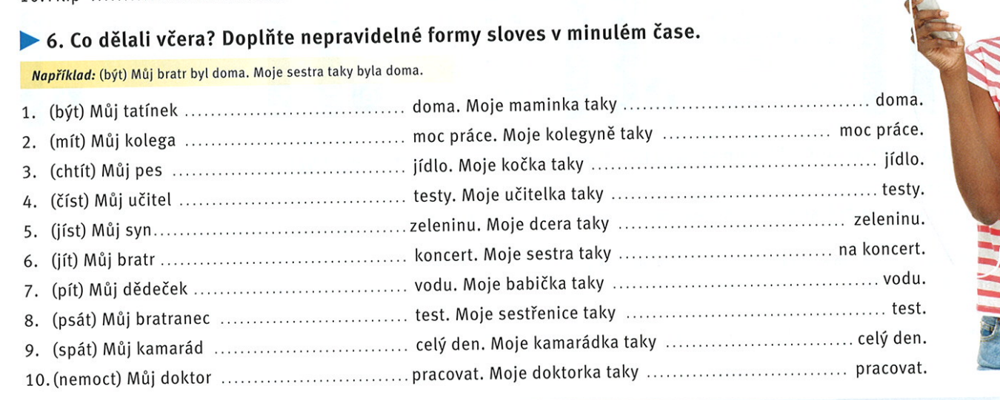 6. Co dělali včera? Doplňte nepravidelné formy sloves v minulém čase.
Například: (být) Můj bratr byl doma. Moje sestra taky byla doma.
1. (být) Můj tatínek .................................. doma. Moje maminka taky ...................................... doma.
2. (mít) Můj kolega .................................. moc práce. Moje kolegyně taky .......................... moc práce.
3. (chtít) Můj pes .................................... jídlo. Moje kočka taky ............................................ jídlo.
4. (číst) Můj učitel ................................... testy. Moje učitelka taky ......................................... testy.
5. (jíst) Můj syn....................................... zeleninu. Moje dcera taky ................................... zeleninu.
6. (jít) Můj bratr ...................................... koncert. Moje sestra taky ................................. na koncert.
7. (pít) Můj dědeček ................................. vodu. Moje babička taky ......................................... vodu.
8. (psát) Můj bratranec ............................. test. Moje sestřenice taky ........................................ test.
9. (spát) Můj kamarád .............................. celý den. Moje kamarádka taky ............................. celý den.
10. (nemoct) Můj doktor ............................. pracovat. Moje doktorka taky ............................... pracovat.